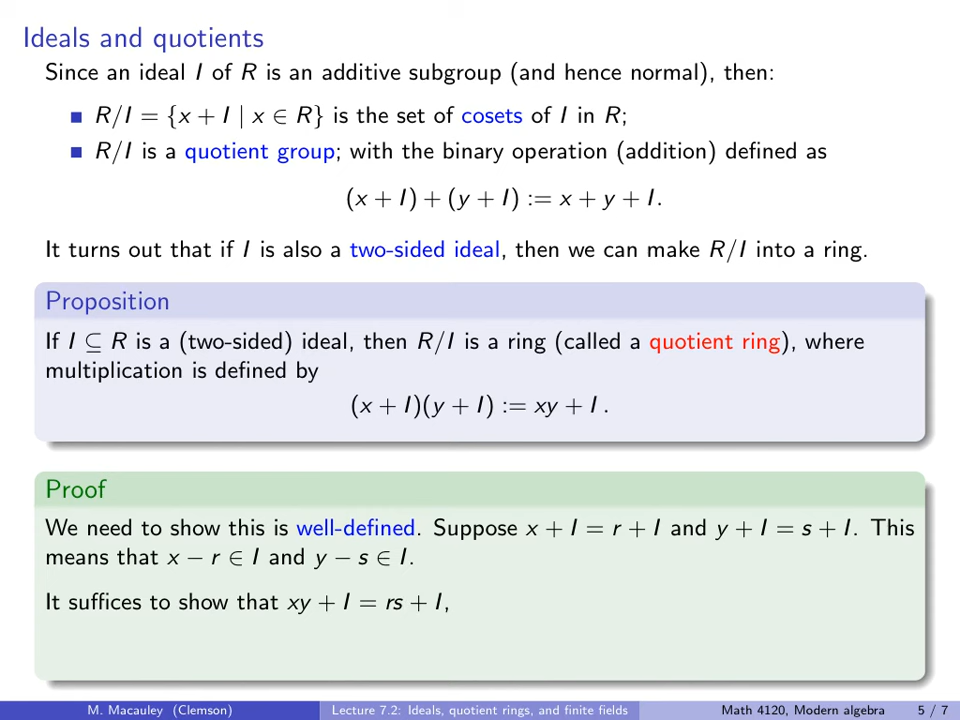 Ideals and quotients
Since an ideal I of R is an additive subgroup (and hence normal), then:
■ R/I = {x + I | x ∈ R} is the set of cosets of I in R;
■ R/I is a quotient group; with the binary operation (addition) defined as
(x + I) + (y + I) := x + y + I.
It turns out that if I is also a two-sided ideal, then we can make R/I into a ring.
Proposition
If I ⊆ R is a (two-sided) ideal, then R/I is a ring (called a quotient ring), where
multiplication is defined by
(x + I)(y + I) := xy + I .
Proof
We need to show this is well-defined. Suppose x + I = r + I and y + I = s + I. This
means that x − r ∈ I and y − s ∈ I.
It suffices to show that xy + I = rs + I,
M. Macauley (Clemson) Lecture 7.2: Ideals, quotient rings, and finite fields Math 4120, Modern algebra 5 / 7